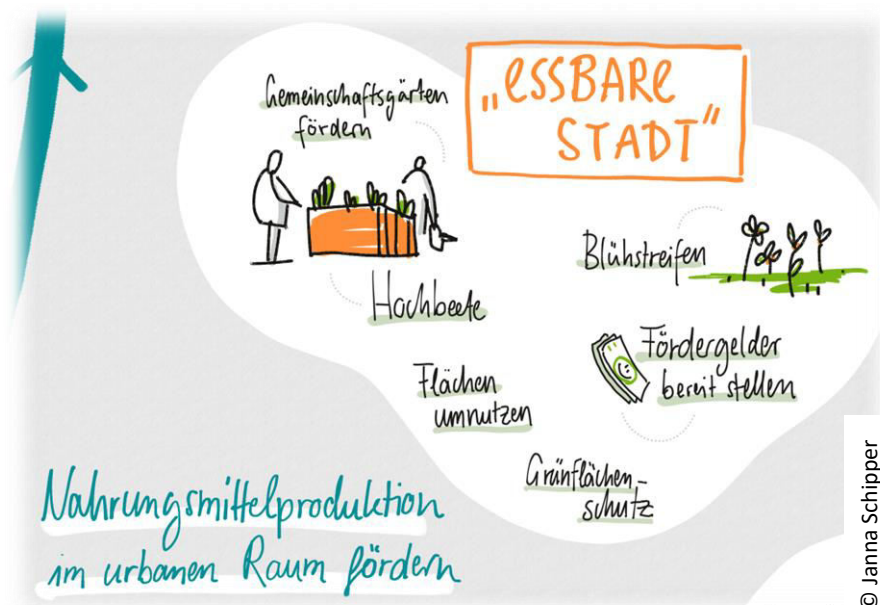 „ESSBARE
STADT“
Gemeinschaftsgärten
fördern
Hochbeete
Blühstreifen
Flächen
umnutzen
Fördergelder
bereit stellen
Grünflächen-
schutz
Nahrungsmittelproduktion
im urbanen Raum fördern
© Janna Schipper